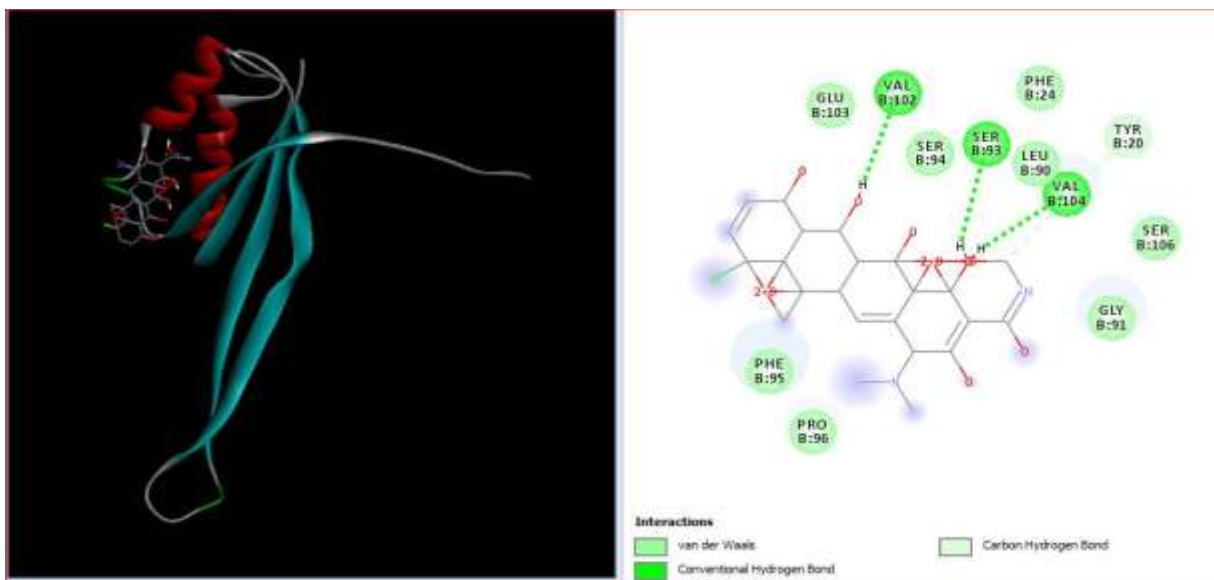 VAL
B:102
PHE
B:24
GLU
B:103
SER
B:93
TYR
B:20
SER
B:94
LEU
B:90
VAL
B:104
H
O
O
O
H
H⁺
SER
B:106
N
GLY
B:91
O
PHE
B:95
N
O
PRO
B:96
Interactions
van der Waals
Carbon Hydrogen Bond
Conventional Hydrogen Bond